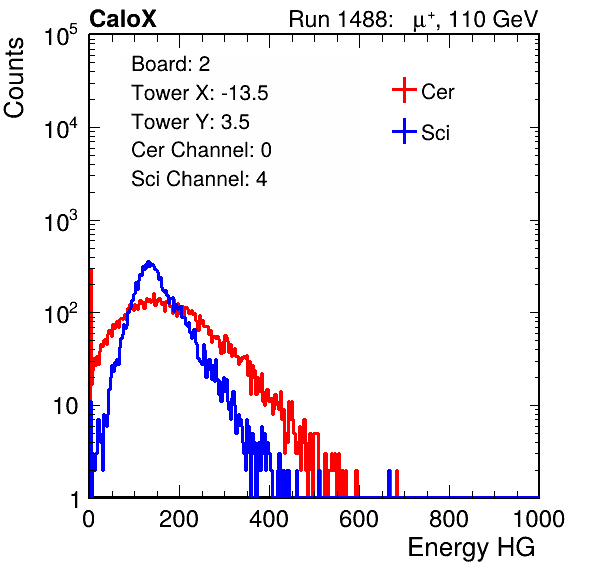 CaloX Run 1488: μ⁺, 110 GeV
Counts
10⁵
10⁴
10³
10²
10
1
Board: 2
Tower X: -13.5
Tower Y: 3.5
Cer Channel: 0
Sci Channel: 4
Cer
Sci
0 200 400 600 800 1000
Energy HG